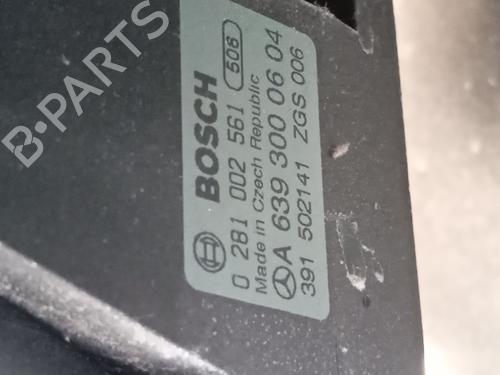 BOSCH
0 281 002 561 506
Made in Czech Republic
A 639 300 06 04
391 502141 ZGS 006
B-PARTS